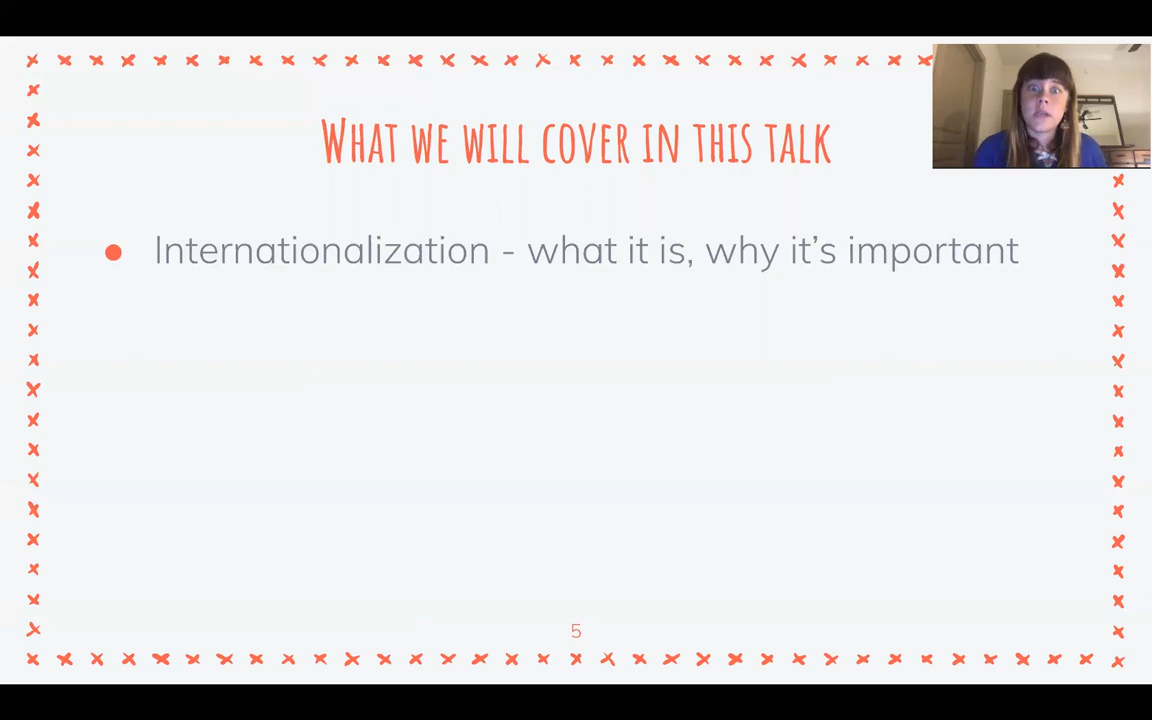 What we will cover in this talk
● Internationalization - what it is, why it’s important
5